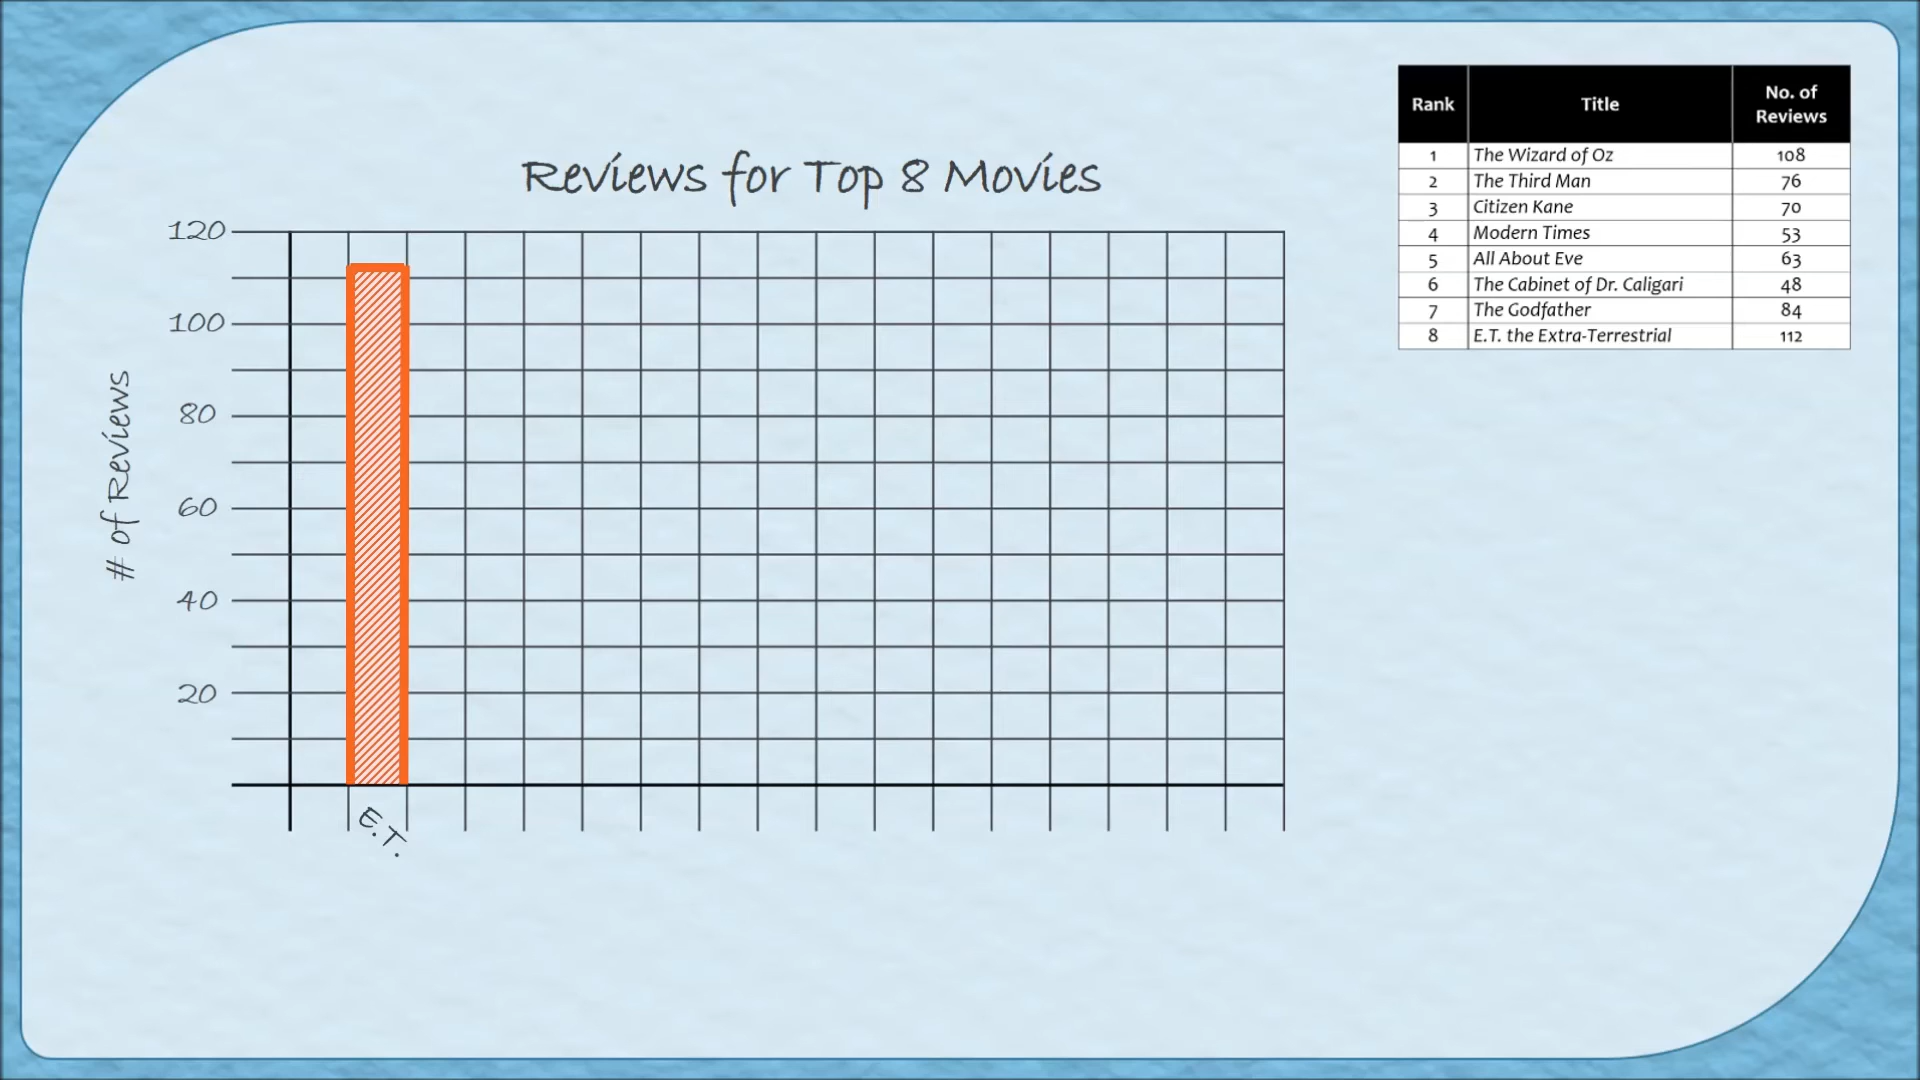 Reviews for Top 8 Movies
# of Reviews
120
100
80
60
40
20
E.T.
Rank Title No. of Reviews
1 The Wizard of Oz 108
2 The Third Man 76
3 Citizen Kane 70
4 Modern Times 53
5 All About Eve 63
6 The Cabinet of Dr. Caligari 48
7 The Godfather 84
8 E.T. the Extra-Terrestrial 112